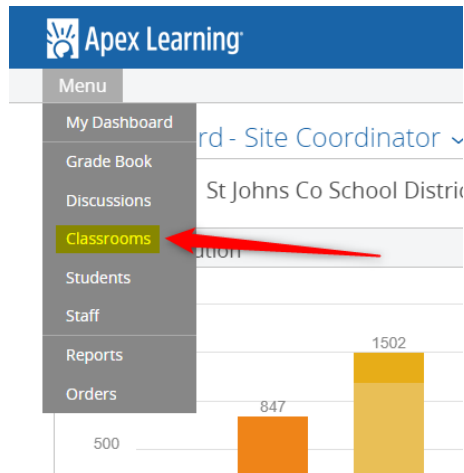 Apex Learning
Menu
My Dashboard
rd - Site Coordinator
Grade Book
Discussions
St Johns Co School Distri
Classrooms
ution
Students
Staff
Reports
1502
Orders
847
500